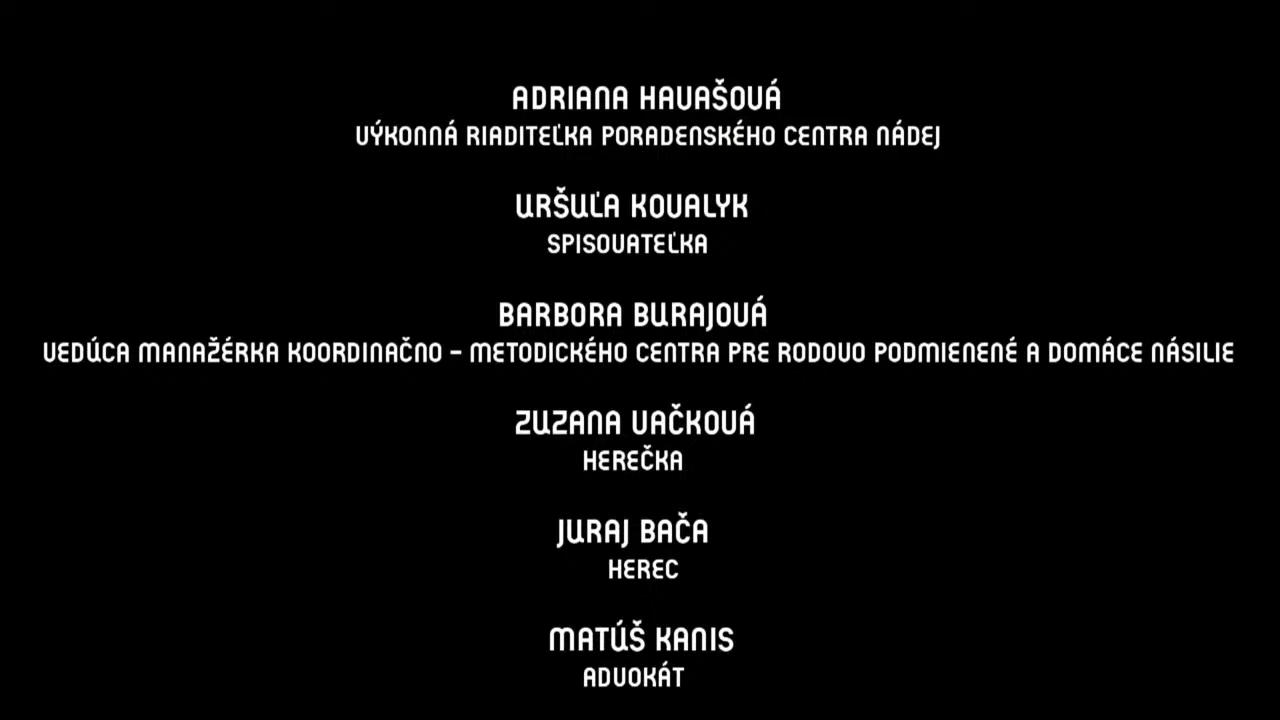 ADRIANA HAVAŠOVÁ
VÝKONNÁ RIADITEĽKA PORADENSKÉHO CENTRA NÁDEJ
URŠUĽA KOVALYK
SPISOVATEĽKA
BARBORA BURAJOVÁ
VEDÚCA MANAŽÉRKA KOORDINAČNO – METODICKÉHO CENTRA PRE RODOVO PODMIENENÉ A DOMÁCE NÁSILIE
ZUZANA VAČKOVÁ
HEREČKA
JURAJ BAČA
HEREC
MATÚŠ KANIS
ADVOKÁT